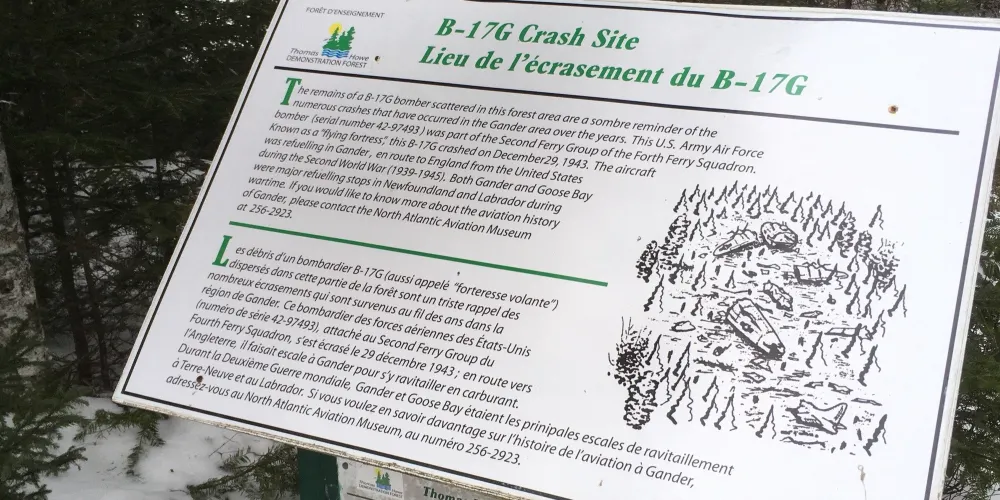 FORÊT D'ENSEIGNEMENT
Thomas Howe
DEMONSTRATION FOREST
B-17G Crash Site
Lieu de l'écrasement du B-17G
The remains of a B-17G bomber scattered in this forest area are a sombre reminder of the
numerous crashes that have occurred in the Gander area over the years. This U.S. Army Air Force
bomber (serial number 42-97493 ) was part of the Second Ferry Group of the Forth Ferry Squadron.
Known as a "flying fortress", this B-17G crashed on December29, 1943. The aircraft
was refuelling in Gander , en route to England from the United States
during the Second World War (1939-1945). Both Gander and Goose Bay
were major refuelling stops in Newfoundland and Labrador during
wartime. If you would like to know more about the aviation history
of Gander, please contact the North Atlantic Aviation Museum
at 256-2923.
Les débris d'un bombardier B-17G (aussi appelé "forteresse volante")
dispersés dans cette partie de la forêt sont un triste rappel des
nombreux écrasements qui sont survenus au fil des ans dans la
région de Gander. Ce bombardier des forces aériennes des États-Unis
(numéro de série 42-97493), attaché au Second Ferry Group du
Fourth Ferry Squadron, s'est écrasé le 29 décembre 1943 ; en route vers
l'Angleterre, il faisait escale à Gander pour s'y ravitailler en carburant.
Durant la Deuxième Guerre mondiale, Gander et Goose Bay étaient les prinipales escales de ravitaillement
à Terre-Neuve et au Labrador. Si vous voulez en savoir davantage sur l'histoire de l'aviation à Gander,
adressez-vous au North Atlantic Aviation Museum, au numéro 256-2923.
Thomas